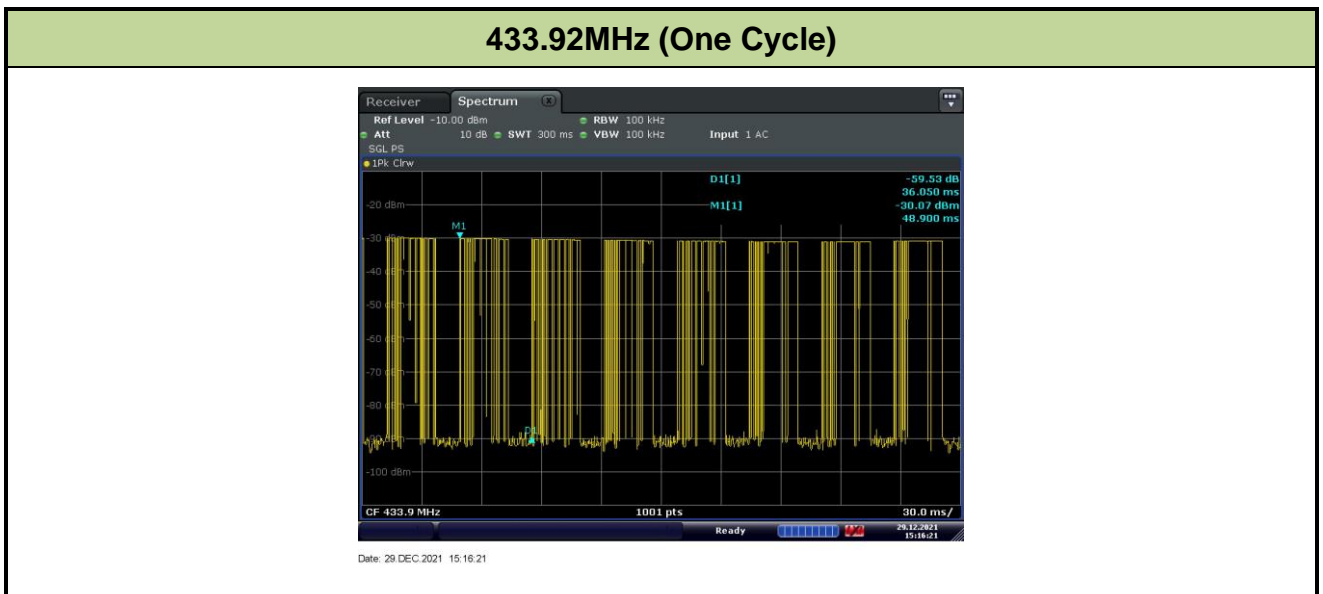 433.92MHz (One Cycle)
Receiver Spectrum
Ref Level -10.00 dBm RBW 100 kHz
Att 10 dB SWT 300 ms VBW 100 kHz Input 1 AC
SGL PS
1Pk Clrw
D1[1] -59.53 dB
36.050 ms
M1[1] -30.07 dBm
48.900 ms
-20 dBm
M1
-30 dBm
-40 dBm
-50 dBm
-60 dBm
-70 dBm
-80 dBm
D1
-100 dBm
CF 433.9 MHz 1001 pts 30.0 ms/
Ready 29.12.2021
15:16:21
Date: 29.DEC.2021 15:16:21